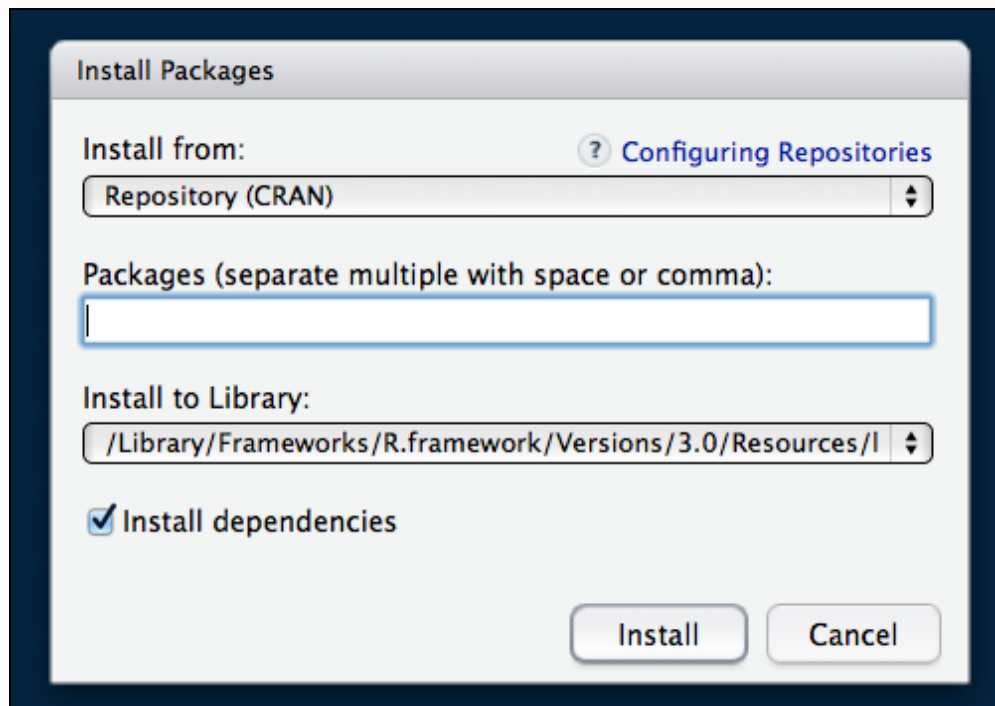 Install Packages
Install from:
? Configuring Repositories
Repository (CRAN)
Packages (separate multiple with space or comma):
Install to Library:
/Library/Frameworks/R.framework/Versions/3.0/Resources/l
Install dependencies
Install
Cancel